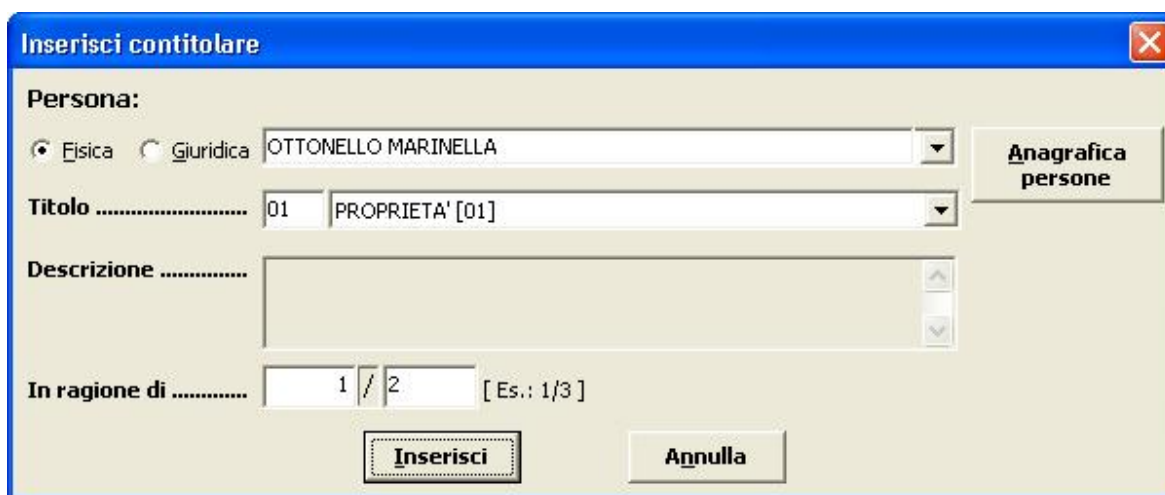 Inserisci contitolare
Persona:
Fisica Giuridica OTTONELLO MARINELLA
Anagrafica
persone
Titolo ......................... 01 PROPRIETA' [01]
Descrizione ...............
In ragione di ............. 1 / 2 [ Es.: 1/3 ]
Inserisci Annulla